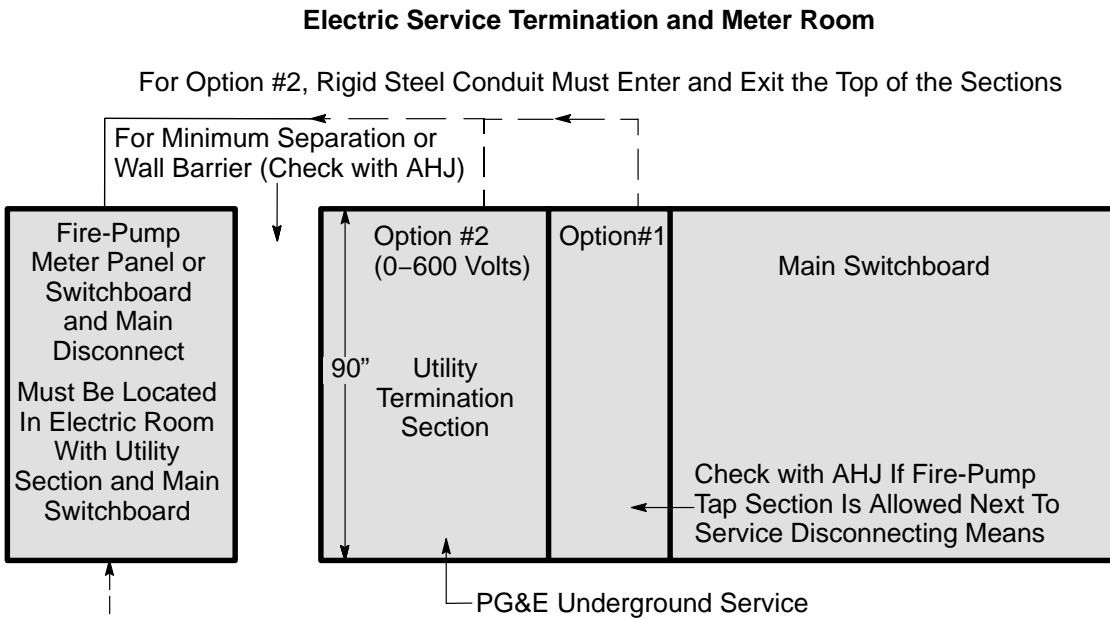 Electric Service Termination and Meter Room
For Option #2, Rigid Steel Conduit Must Enter and Exit the Top of the Sections
For Minimum Separation or
Wall Barrier (Check with AHJ)
Fire-Pump
Meter Panel or
Switchboard
and Main
Disconnect
Must Be Located
In Electric Room
With Utility
Section and Main
Switchboard
90”
Option #2
(0–600 Volts)
Utility
Termination
Section
Option#1
Main Switchboard
Check with AHJ If Fire-Pump
Tap Section Is Allowed Next To
Service Disconnecting Means
PG&E Underground Service